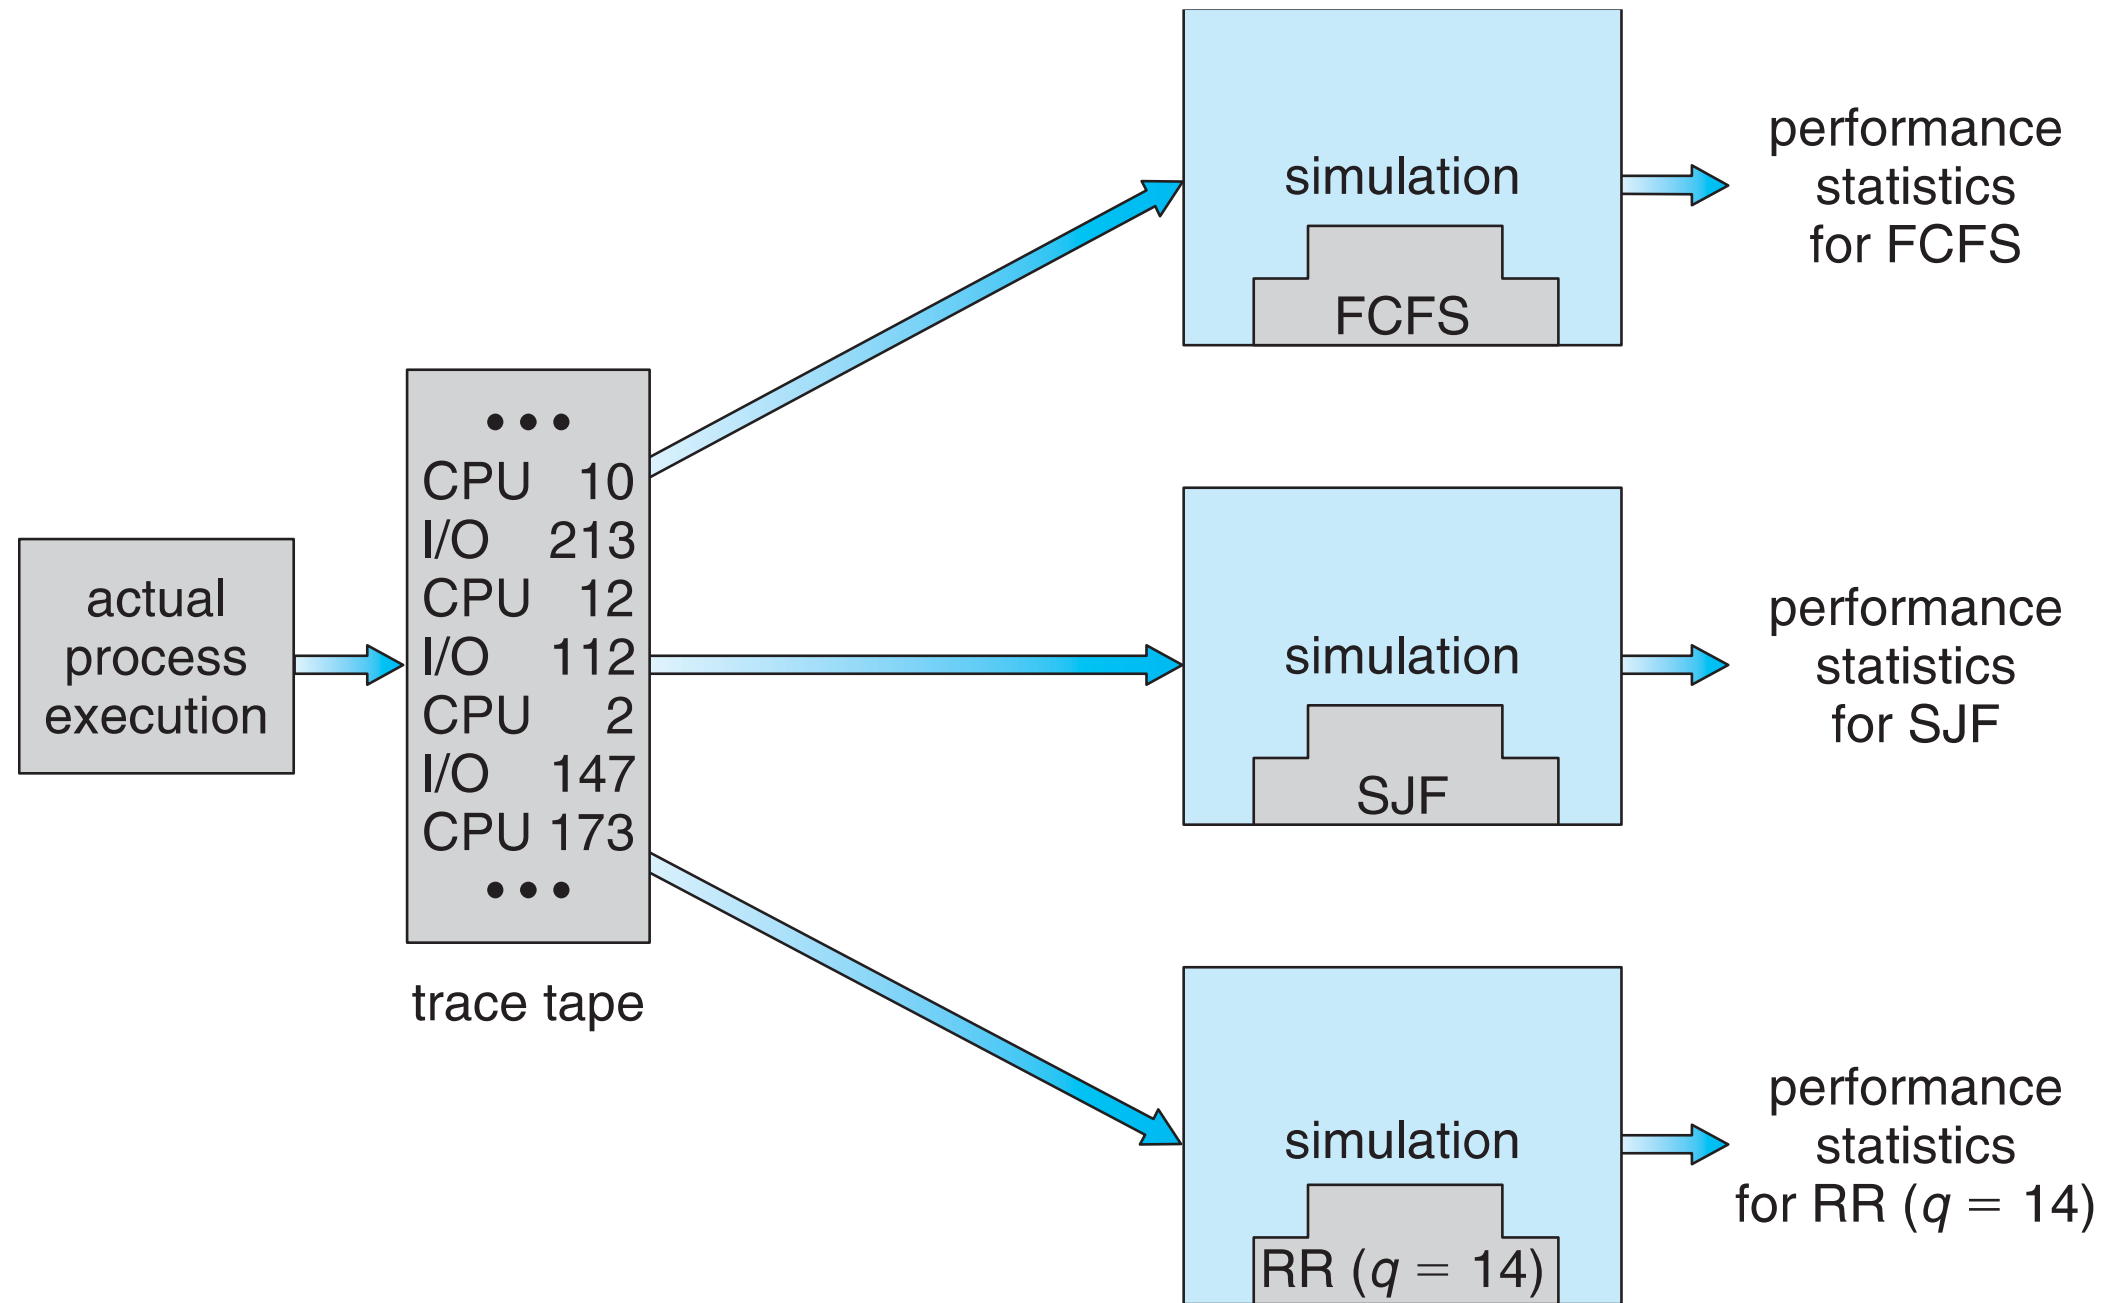 actual
process
execution
• • •
CPU 10
I/O 213
CPU 12
I/O 112
CPU 2
I/O 147
CPU 173
• • •
trace tape
simulation
FCFS
performance
statistics
for FCFS
simulation
SJF
performance
statistics
for SJF
simulation
RR (q = 14)
performance
statistics
for RR (q = 14)